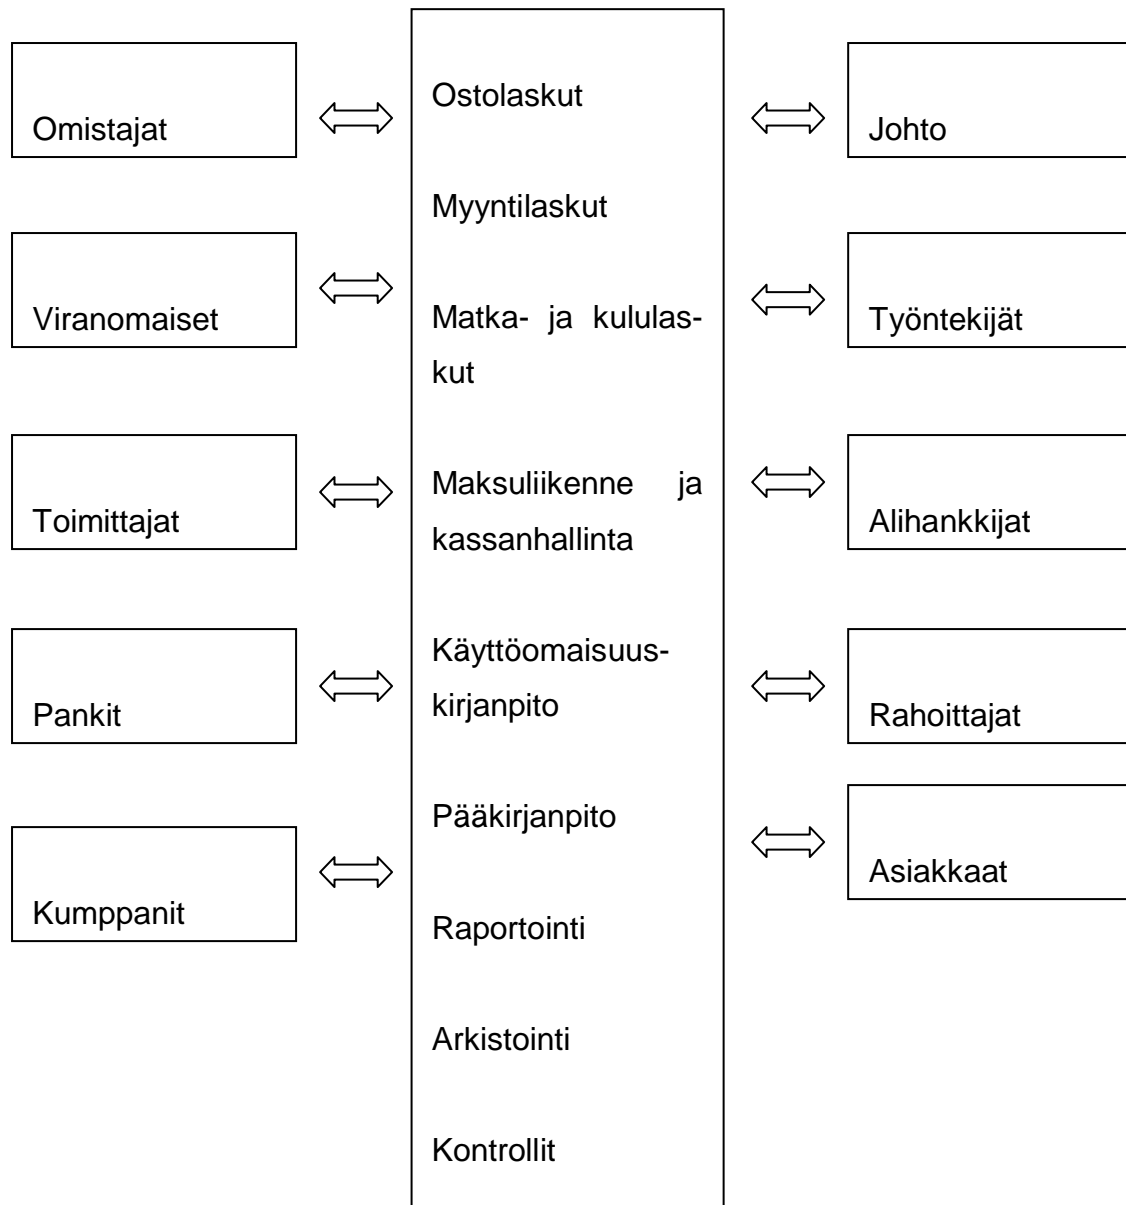 Omistajat
Viranomaiset
Toimittajat
Pankit
Kumppanit
Ostolaskut
Myyntilaskut
Matka- ja kululas-
kut
Maksuliikenne ja
kassanhallinta
Käyttöomaisuus-
kirjanpito
Pääkirjanpito
Raportointi
Arkistointi
Kontrollit
Johto
Työntekijät
Alihankkijat
Rahoittajat
Asiakkaat